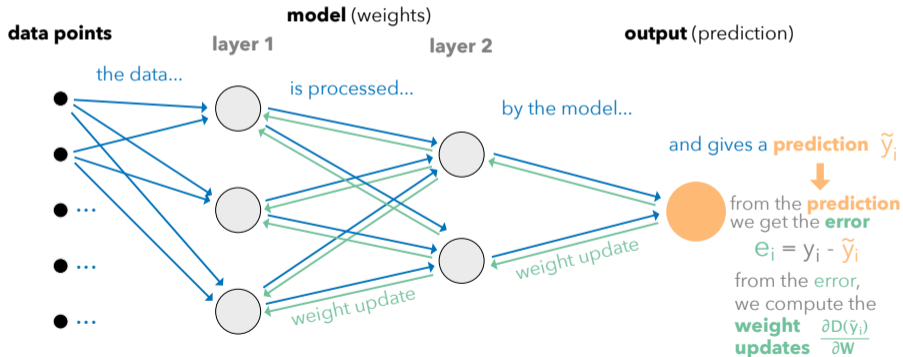 model (weights)
data points
layer 1
layer 2
output (prediction)
the data...
is processed...
by the model...
and gives a prediction ỹᵢ
...
from the prediction
we get the error
eᵢ = yᵢ - ỹᵢ
...
from the error,
we compute the
weight
updates ∂D(ỹᵢ)/∂W
...
weight update
weight update